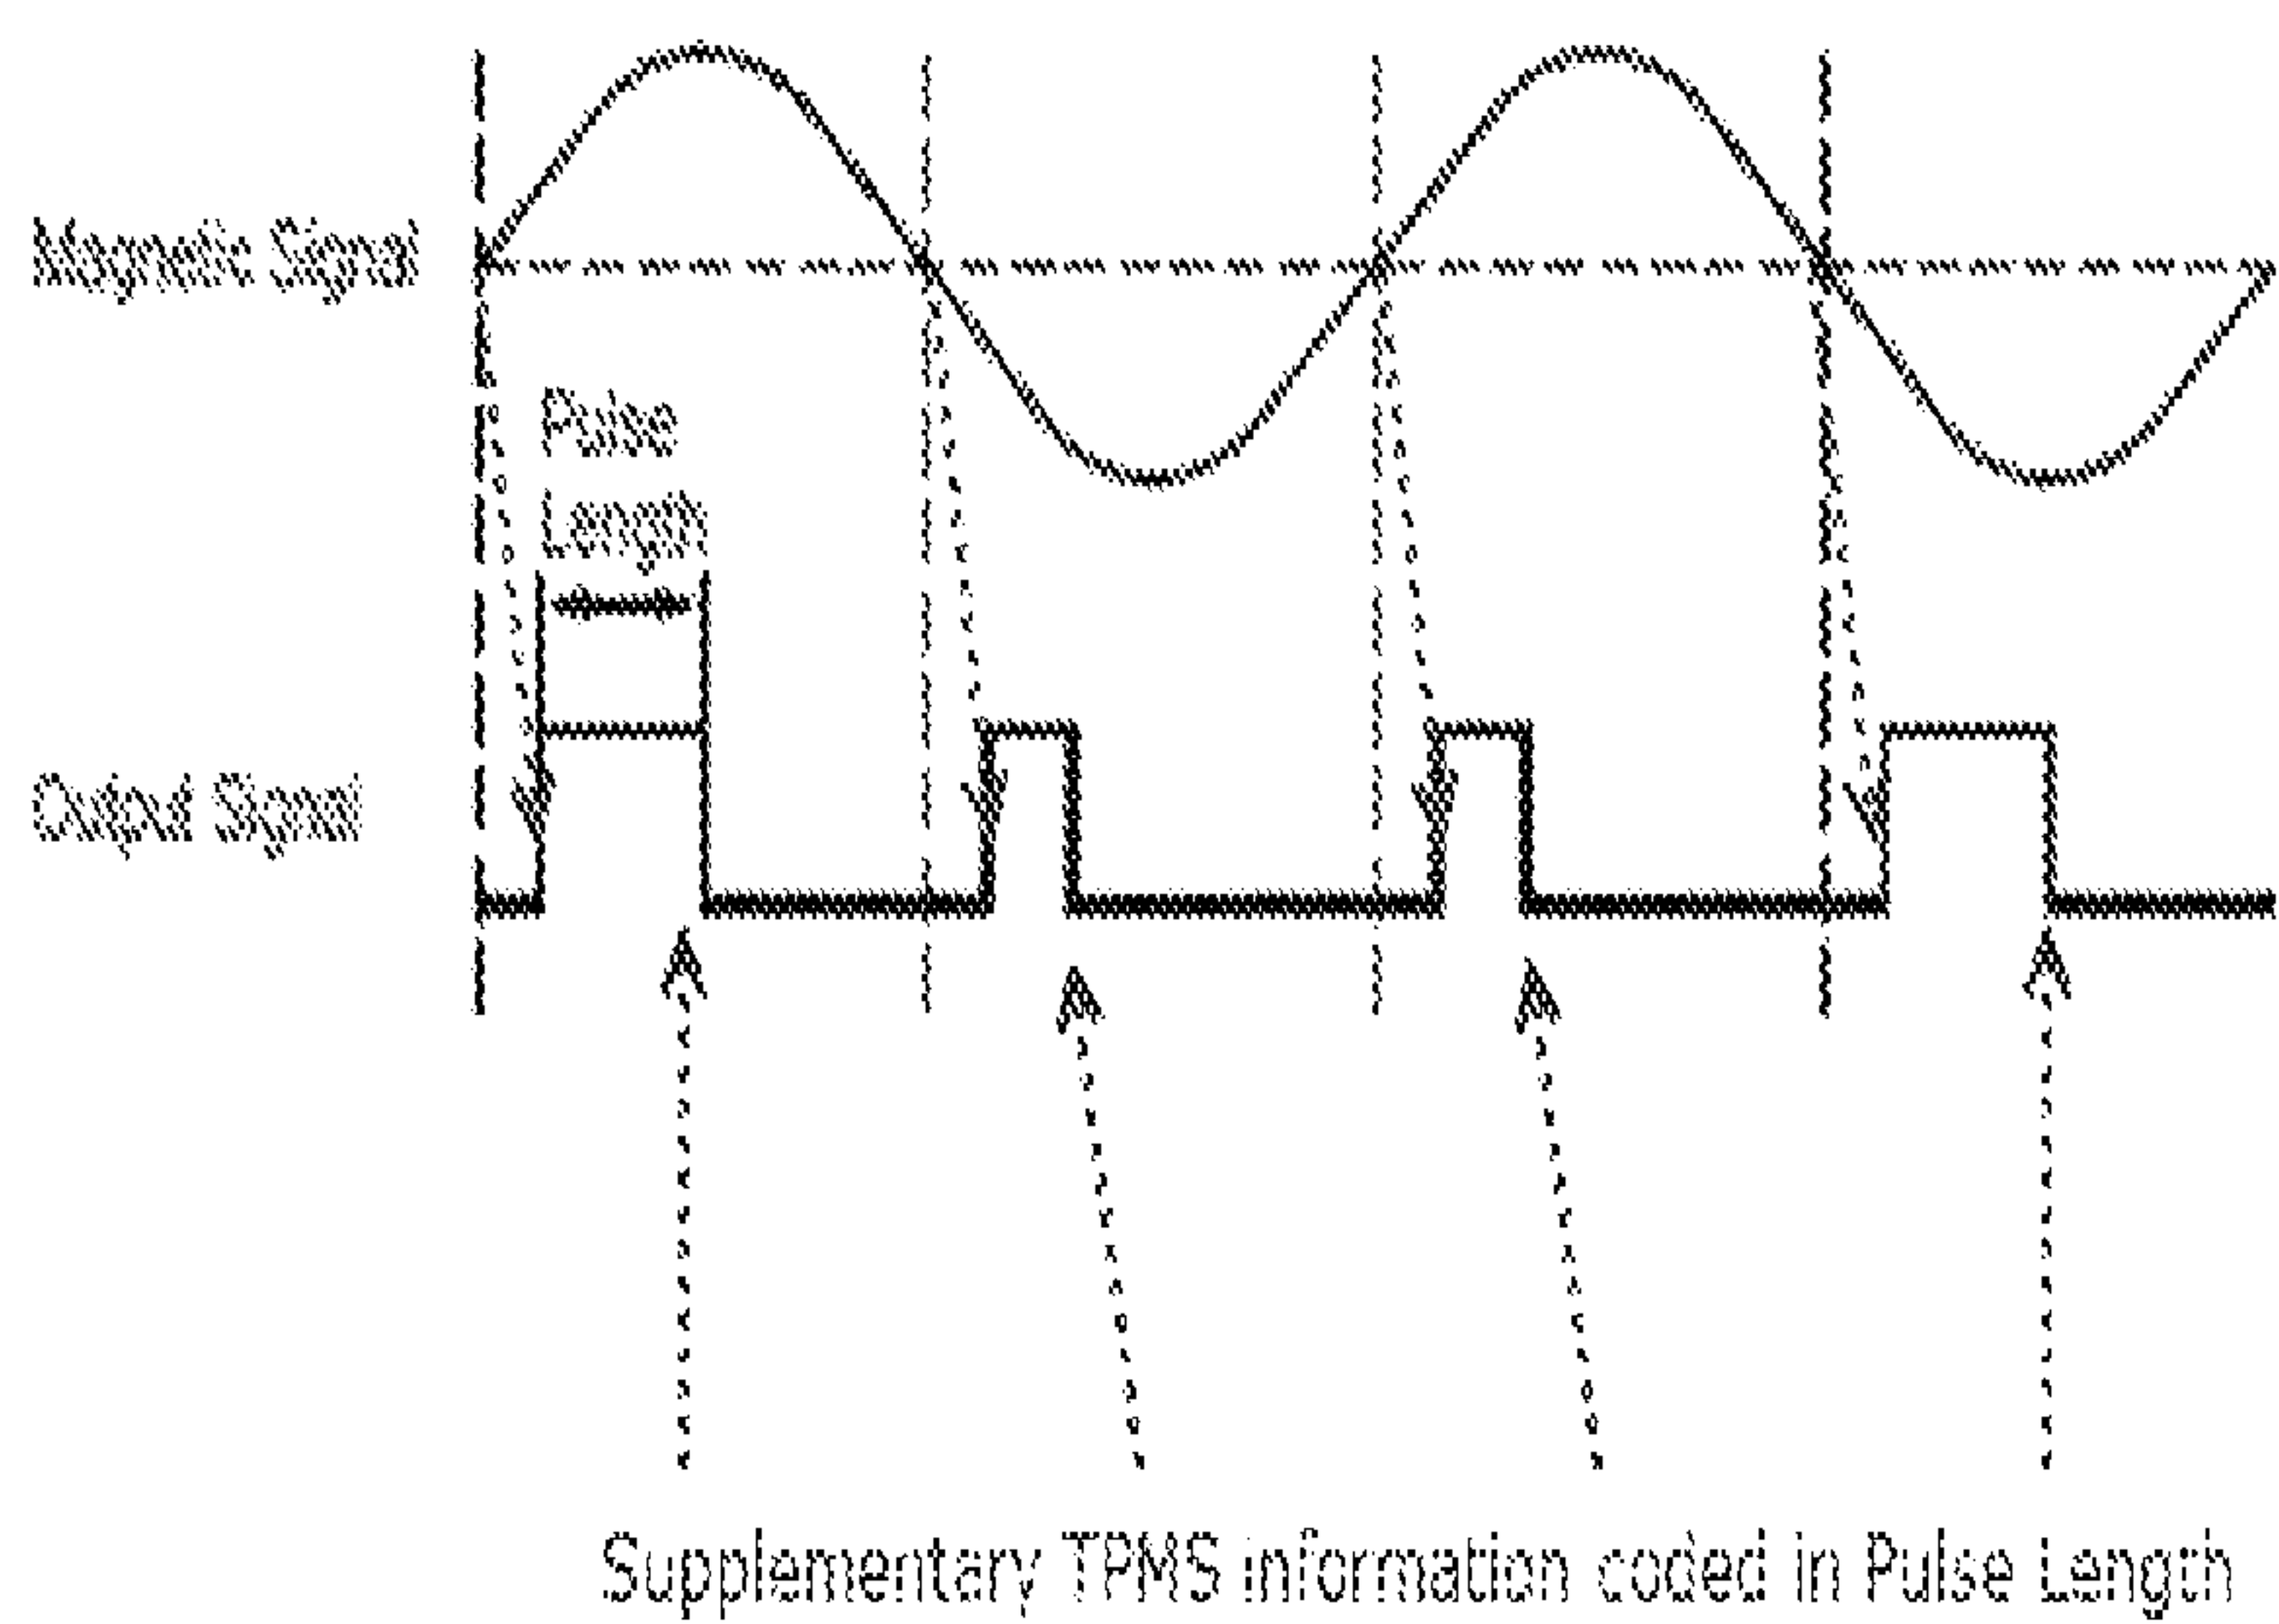 Magnetic Signal
Pulse
Length
Output Signal
Supplementary TPMS information coded in Pulse Length